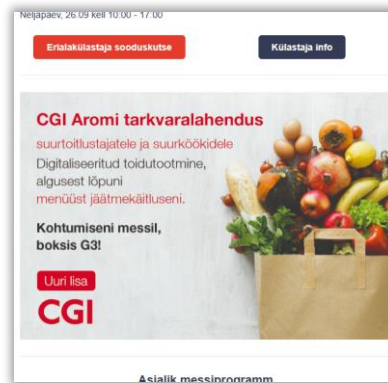 Neljapäev, 26.09 kell 10:00 - 17:00
Erialakülastaja sooduskutse
Külastaja info
CGI Aromi tarkvaralahendus
suurtoitlustajatele ja suurköökidele
Digitaliseeritud toidutootmine,
algusest lõpuni
menüüst jäätmekäitluseni.
Kohtumiseni messil,
boksis G3!
Uuri lisa
CGI
Asjalik messiprogramm